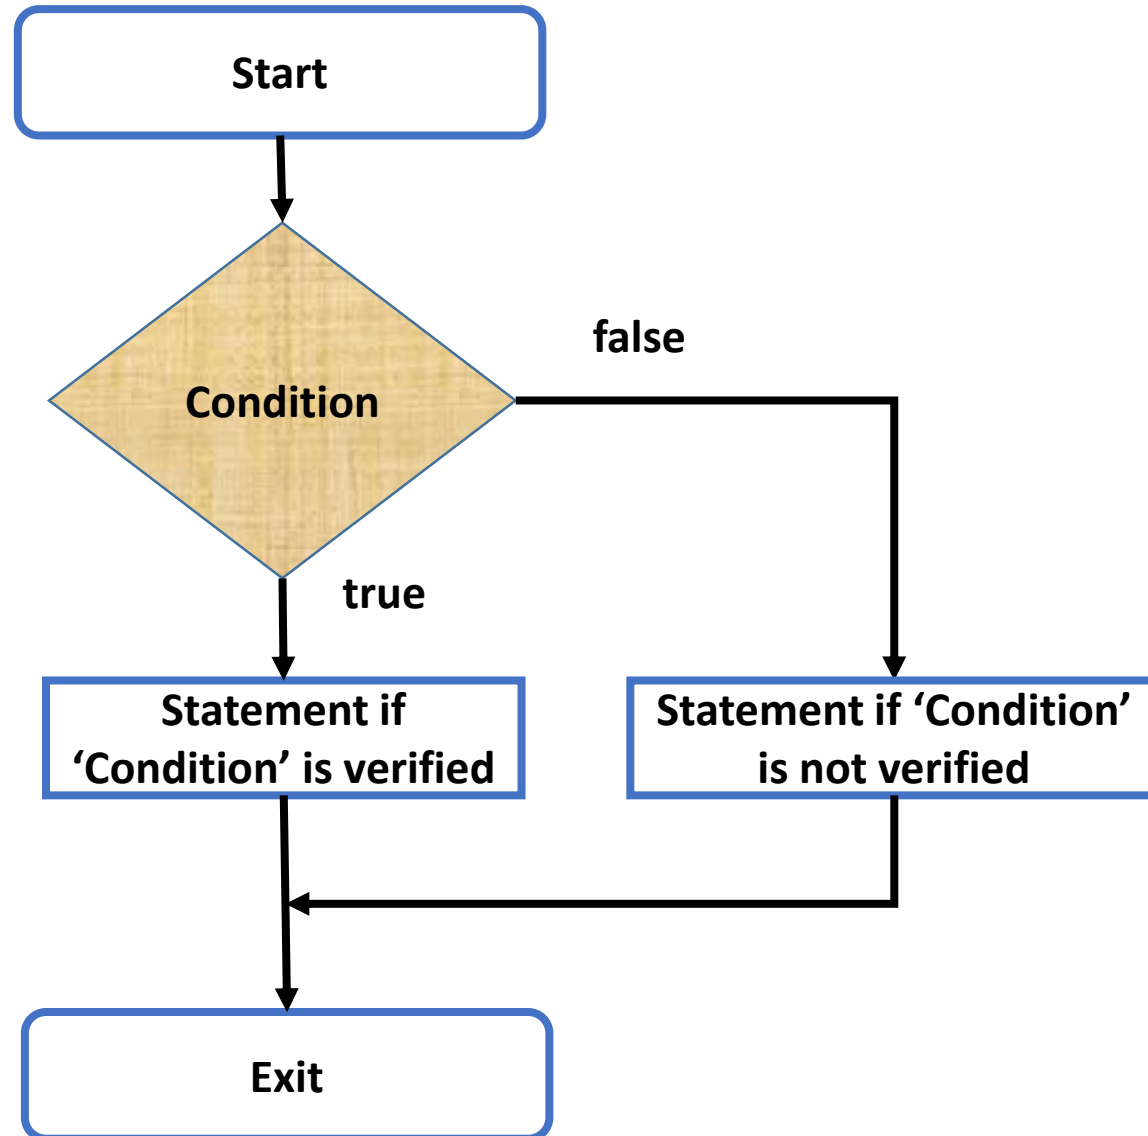 Start
false
Condition
true
Statement if
‘Condition’ is verified
Statement if ‘Condition’
is not verified
Exit